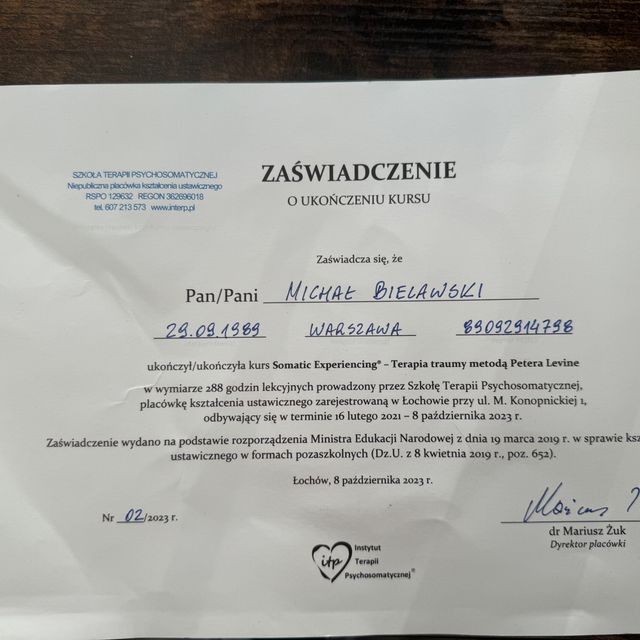 SZKOŁA TERAPII PSYCHOSOMATYCZNEJ
Niepubliczna placówka kształcenia ustawicznego
RSPO 129632 REGON 362696018
tel. 607 213 573 www.interp.pl
ZAŚWIADCZENIE
O UKOŃCZENIU KURSU
Zaświadcza się, że
Pan/Pani MICHAŁ BIELAWSKI
29.09.1989 WARSZAWA 89092914798
ukończył/ukończyła kurs Somatic Experiencing® – Terapia traumy metodą Petera Levine
w wymiarze 288 godzin lekcyjnych prowadzony przez Szkołę Terapii Psychosomatycznej,
placówkę kształcenia ustawicznego zarejestrowaną w Łochowie przy ul. M. Konopnickiej 1,
odbywający się w terminie 16 lutego 2021 – 8 października 2023 r.
Zaświadczenie wydano na podstawie rozporządzenia Ministra Edukacji Narodowej z dnia 19 marca 2019 r. w sprawie ksz
ustawicznego w formach pozaszkolnych (Dz.U. z 8 kwietnia 2019 r., poz. 652).
Łochów, 8 października 2023 r.
Nr 02/2023 r.
dr Mariusz Żuk
Dyrektor placówki
itp
Instytut
Terapii
Psychosomatycznej®